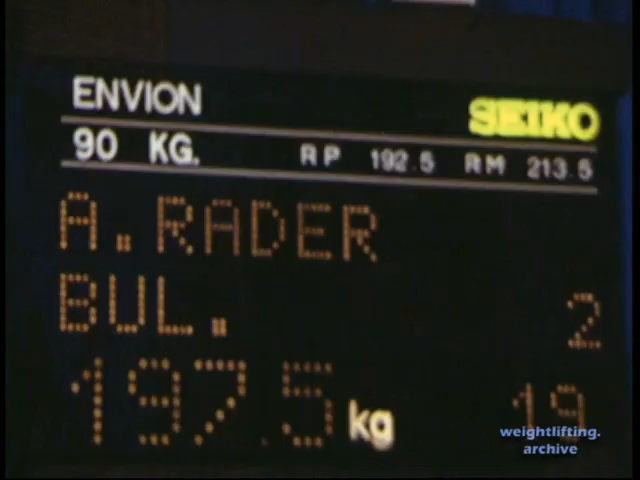 ENVION SEIKO
90 KG. RP 192.5 RM 213.5
A.RADER
BUL. 2
197.5 kg 19
weightlifting.
archive